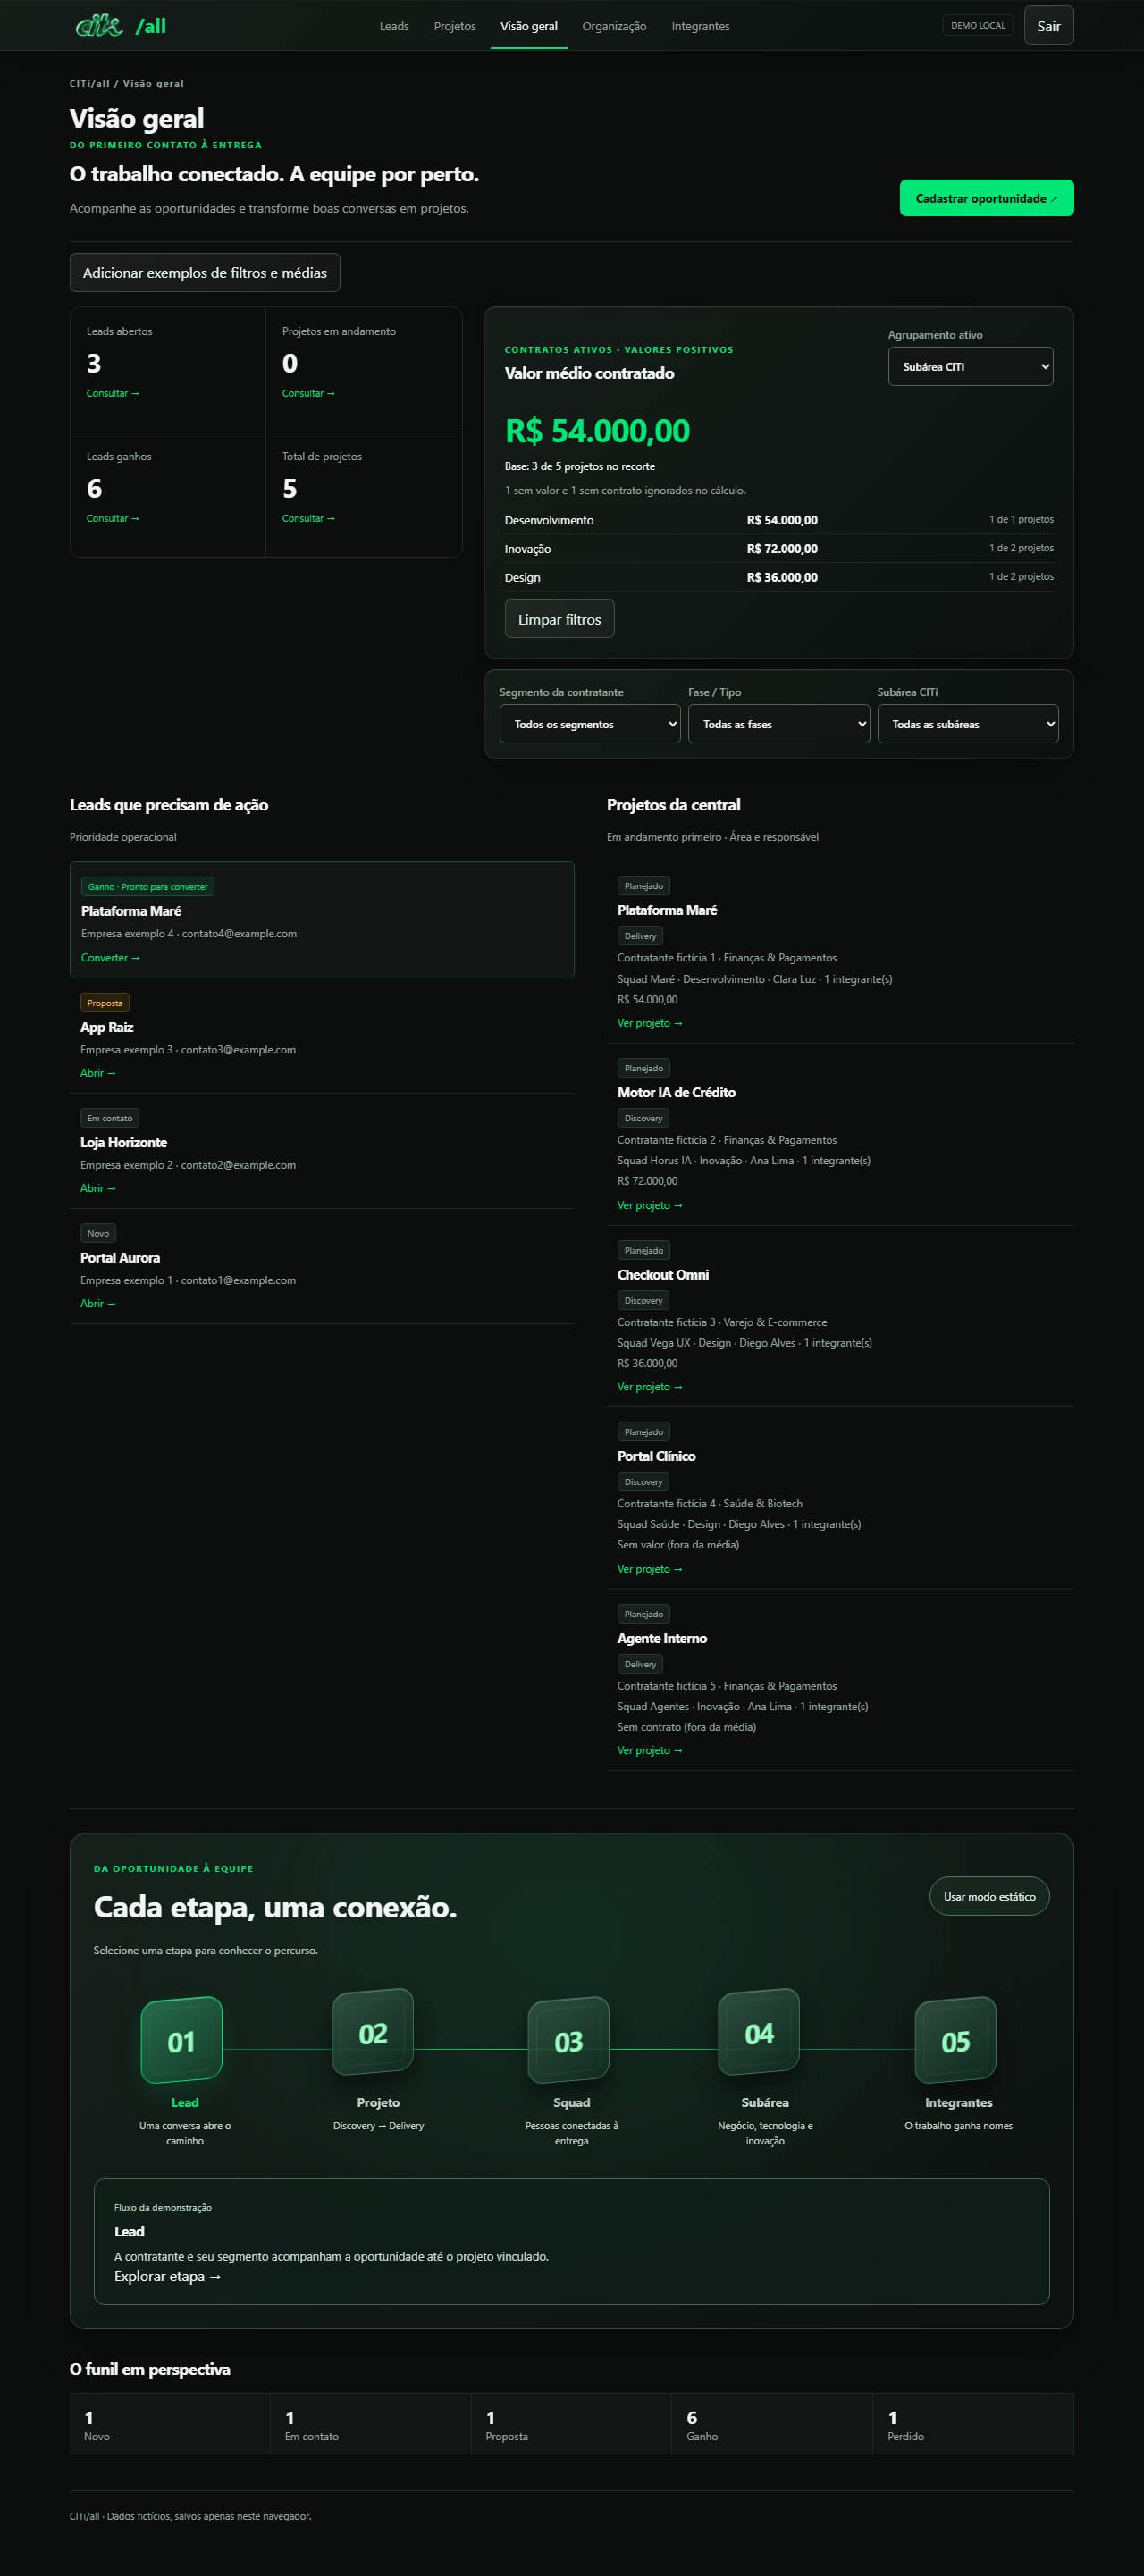 citi /all
Leads
Projetos
Visão geral
Organização
Integrantes
DEMO LOCAL
Sair
CITi/all / Visão geral
Visão geral
DO PRIMEIRO CONTATO À ENTREGA
O trabalho conectado. A equipe por perto.
Acompanhe as oportunidades e transforme boas conversas em projetos.
Cadastrar oportunidade ↗
Adicionar exemplos de filtros e médias
Leads abertos
3
Consultar →
Projetos em andamento
0
Consultar →
Leads ganhos
6
Consultar →
Total de projetos
5
Consultar →
CONTRATOS ATIVOS · VALORES POSITIVOS
Valor médio contratado
Agrupamento ativo
Subárea CITi
R$ 54.000,00
Base: 3 de 5 projetos no recorte
1 sem valor e 1 sem contrato ignorados no cálculo.
Desenvolvimento R$ 54.000,00 1 de 1 projetos
Inovação R$ 72.000,00 1 de 2 projetos
Design R$ 36.000,00 1 de 2 projetos
Limpar filtros
Segmento da contratante
Todos os segmentos
Fase / Tipo
Todas as fases
Subárea CITi
Todas as subáreas
Leads que precisam de ação
Prioridade operacional
Ganho · Pronto para converter
Plataforma Maré
Empresa exemplo 4 · contato4@example.com
Converter →
Proposta
App Raiz
Empresa exemplo 3 · contato3@example.com
Abrir →
Em contato
Loja Horizonte
Empresa exemplo 2 · contato2@example.com
Abrir →
Novo
Portal Aurora
Empresa exemplo 1 · contato1@example.com
Abrir →
Projetos da central
Em andamento primeiro · Área e responsável
Planejado
Plataforma Maré
Delivery
Contratante fictícia 1 · Finanças & Pagamentos
Squad Maré · Desenvolvimento · Clara Luz · 1 integrante(s)
R$ 54.000,00
Ver projeto →
Planejado
Motor IA de Crédito
Discovery
Contratante fictícia 2 · Finanças & Pagamentos
Squad Horus IA · Inovação · Ana Lima · 1 integrante(s)
R$ 72.000,00
Ver projeto →
Planejado
Checkout Omni
Discovery
Contratante fictícia 3 · Varejo & E-commerce
Squad Vega UX · Design · Diego Alves · 1 integrante(s)
R$ 36.000,00
Ver projeto →
Planejado
Portal Clínico
Discovery
Contratante fictícia 4 · Saúde & Biotech
Squad Saúde · Design · Diego Alves · 1 integrante(s)
Sem valor (fora da média)
Ver projeto →
Planejado
Agente Interno
Delivery
Contratante fictícia 5 · Finanças & Pagamentos
Squad Agentes · Inovação · Ana Lima · 1 integrante(s)
Sem contrato (fora da média)
Ver projeto →
DA OPORTUNIDADE À EQUIPE
Cada etapa, uma conexão.
Selecione uma etapa para conhecer o percurso.
Usar modo estático
01
Lead
Uma conversa abre o
caminho
02
Projeto
Discovery → Delivery
03
Squad
Pessoas conectadas à
entrega
04
Subárea
Negócio, tecnologia e
inovação
05
Integrantes
O trabalho ganha nomes
Fluxo da demonstração
Lead
A contratante e seu segmento acompanham a oportunidade até o projeto vinculado.
Explorar etapa →
O funil em perspectiva
1
Novo
1
Em contato
1
Proposta
6
Ganho
1
Perdido
CITi/all · Dados fictícios, salvos apenas neste navegador.